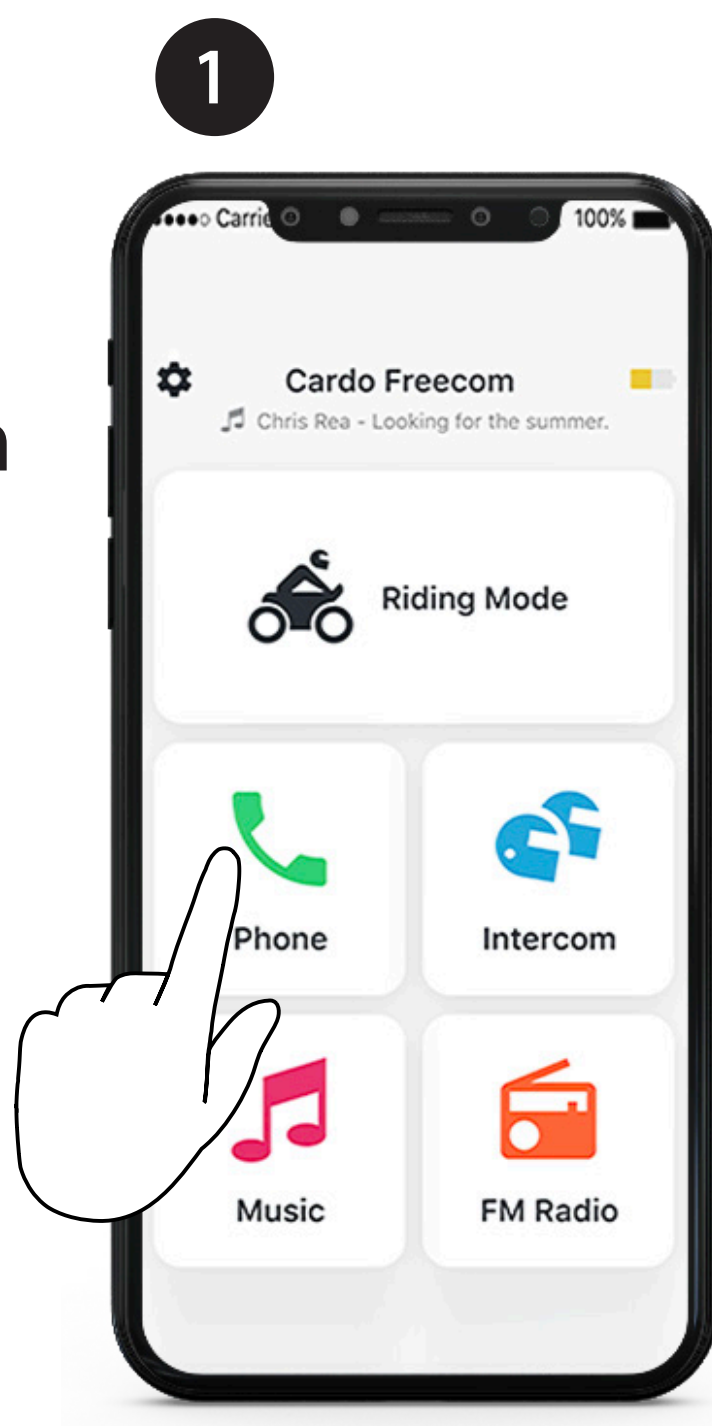 1
Carrie 100%
Cardo Freecom
Chris Rea - Looking for the summer.
Riding Mode
Phone Intercom
Music FM Radio